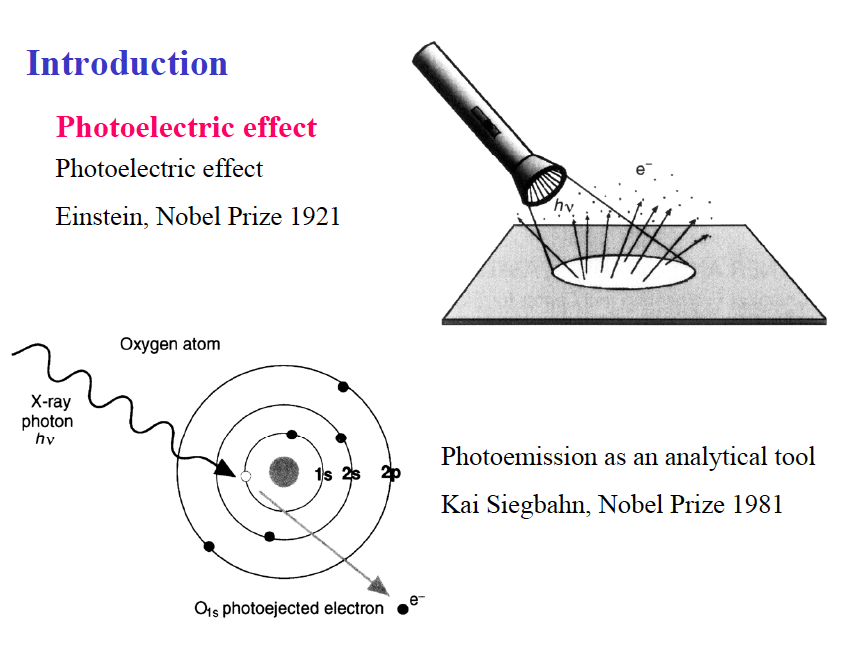 Introduction
Photoelectric effect
Photoelectric effect
Einstein, Nobel Prize 1921
e⁻
hν
Oxygen atom
X-ray
photon
hν
1s 2s 2p
O1s photoejected electron
e⁻
Photoemission as an analytical tool
Kai Siegbahn, Nobel Prize 1981